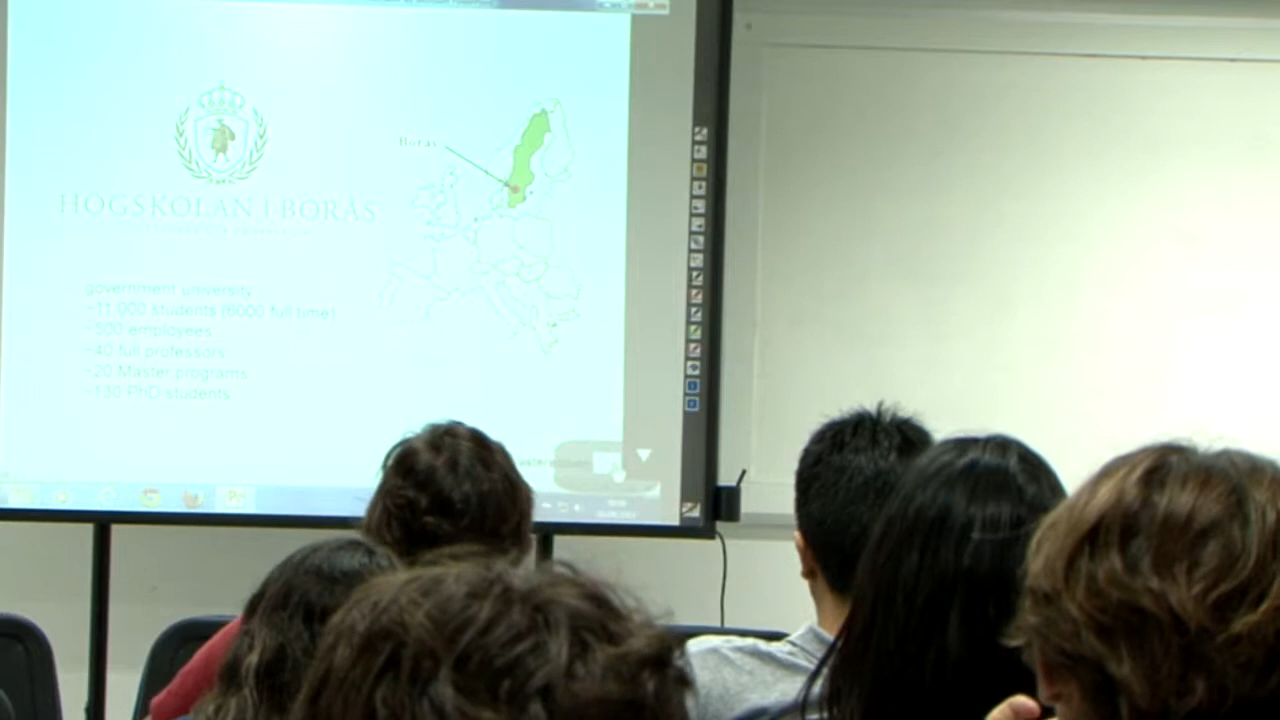 Borås
HÖGSKOLAN I BORÅS
government university
~11 000 students (6000 full time)
~500 employees
~40 full professors
~20 Master programs
~130 PhD students